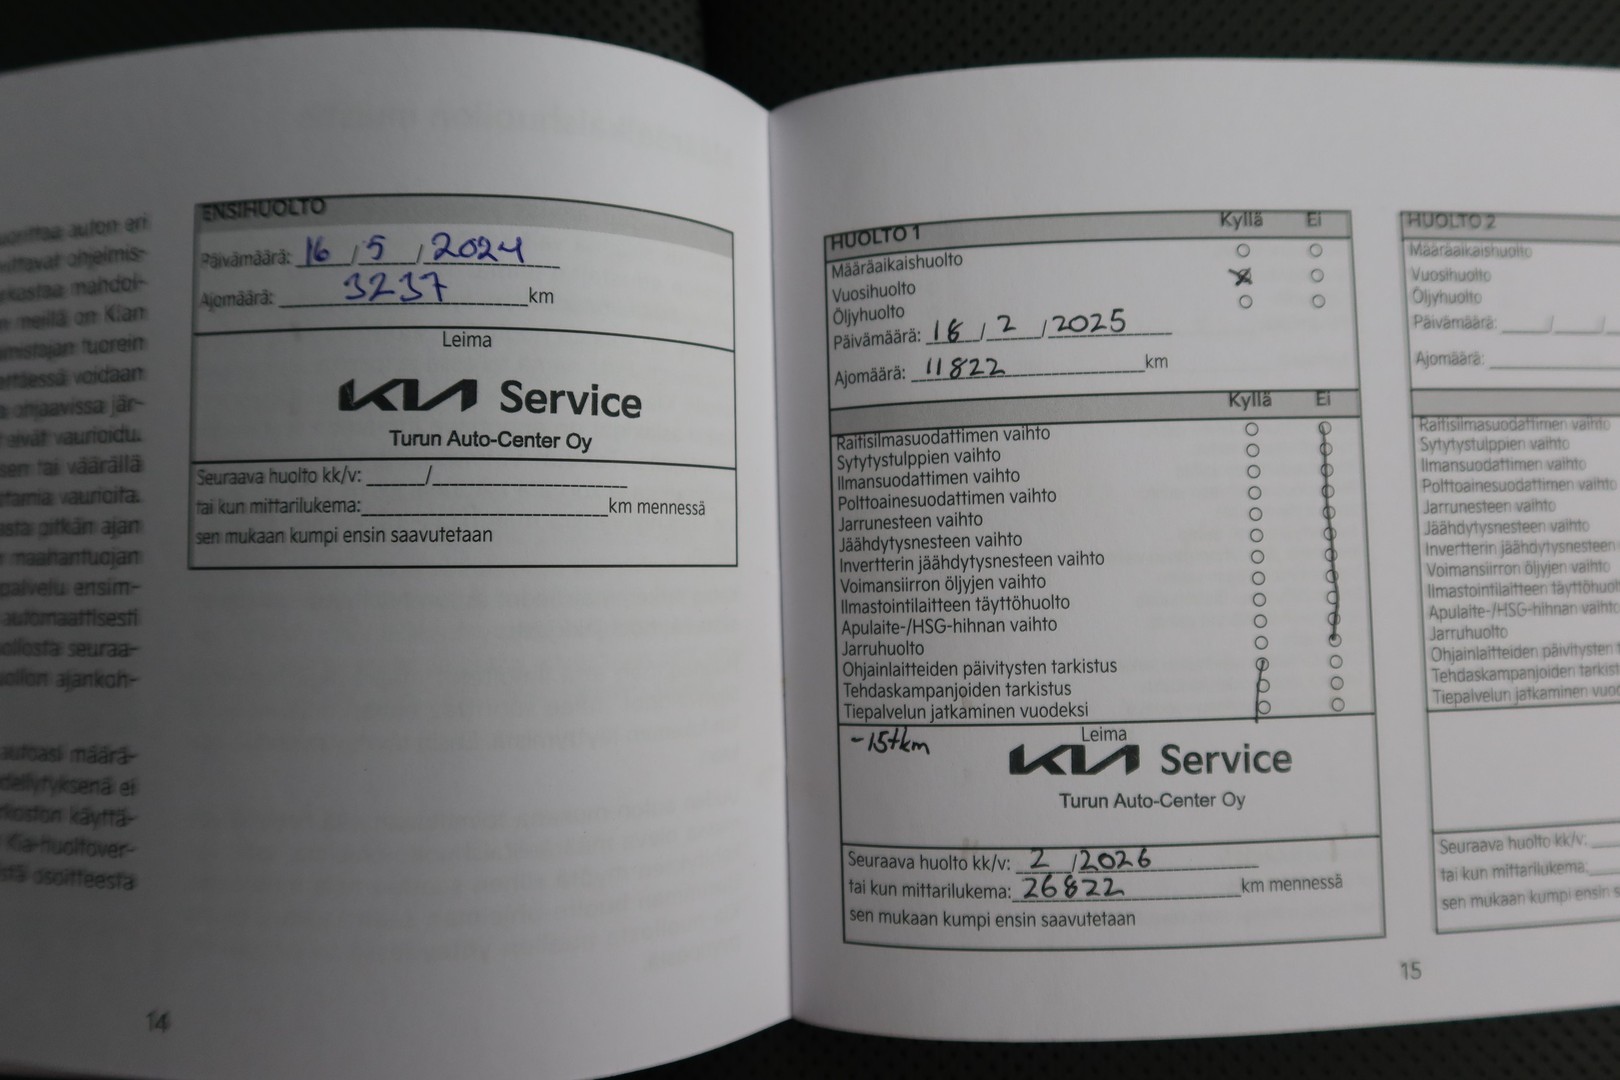 ENSIHUOLTO
Päivämäärä: 16 / 5 / 2024
Ajomäärä: 3237 km
Leima
KIA Service
Turun Auto-Center Oy
Seuraava huolto kk/v: ____/____
tai kun mittarilukema: ____ km mennessä
sen mukaan kumpi ensin saavutetaan
14
HUOLTO 1 Kyllä Ei
Määräaikaishuolto
Vuosihuolto
Öljyhuolto
Päivämäärä: 18 / 2 / 2025
Ajomäärä: 11822 km
Kyllä Ei
Raitisilmasuodattimen vaihto
Sytytystulppien vaihto
Ilmansuodattimen vaihto
Polttoainesuodattimen vaihto
Jarrunesteen vaihto
Jäähdytysnesteen vaihto
Invertterin jäähdytysnesteen vaihto
Voimansiirron öljyjen vaihto
Ilmastointilaitteen täyttöhuolto
Apulaite-/HSG-hihnan vaihto
Jarruhuolto
Ohjainlaitteiden päivitysten tarkistus
Tehdaskampanjoiden tarkistus
Tiepalvelun jatkaminen vuodeksi
-15tkm
Leima
KIA Service
Turun Auto-Center Oy
Seuraava huolto kk/v: 2 / 2026
tai kun mittarilukema: 26822 km mennessä
sen mukaan kumpi ensin saavutetaan
HUOLTO 2
Määräaikaishuolto
Vuosihuolto
Öljyhuolto
Päivämäärä: ____/____/
Ajomäärä:
Raitisilmasuodattimen vaihto
Sytytystulppien vaihto
Ilmansuodattimen vaihto
Polttoainesuodattimen vaihto
Jarrunesteen vaihto
Jäähdytysnesteen vaihto
Invertterin jäähdytysnesteen
Voimansiirron öljyjen vaihto
Ilmastointilaitteen
Apulaite-/HSG-hihnan
Jarruhuolto
Ohjainlaitteiden päivitysten
Tehdaskampanjoiden
Tiepalvelun jatkaminen
Seuraava huolto kk/v:
tai kun mittarilukema:
sen mukaan kumpi ensin
15